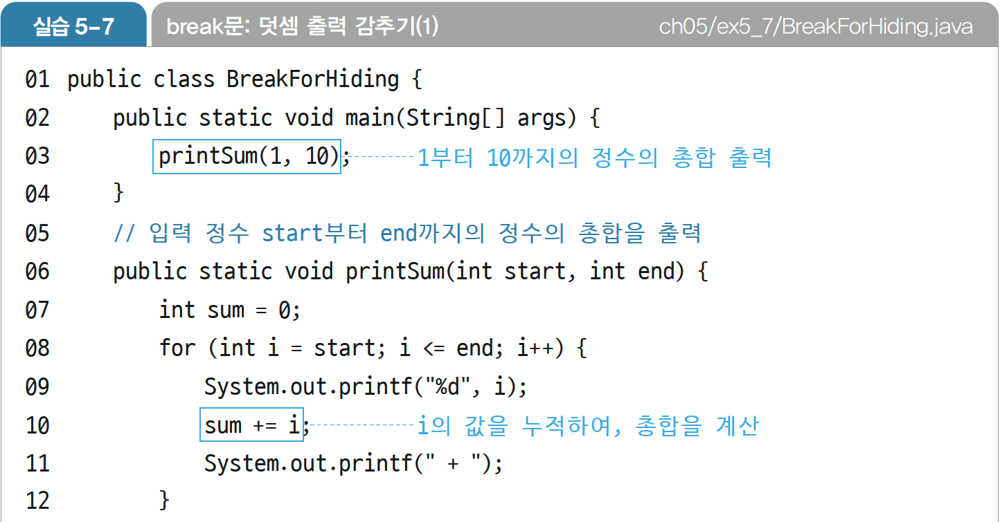 실습 5-7 break문: 덧셈 출력 감추기(1) ch05/ex5_7/BreakForHiding.java
01 public class BreakForHiding {
02 public static void main(String[] args) {
03 printSum(1, 10); 1부터 10까지의 정수의 총합 출력
04 }
05 // 입력 정수 start부터 end까지의 정수의 총합을 출력
06 public static void printSum(int start, int end) {
07 int sum = 0;
08 for (int i = start; i <= end; i++) {
09 System.out.printf("%d", i);
10 sum += i; i의 값을 누적하여, 총합을 계산
11 System.out.printf(" + ");
12 }